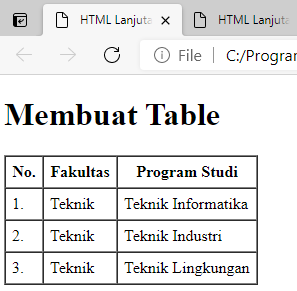 HTML Lanjuta
HTML Lanjuta
File | C:/Program
Membuat Table
No. Fakultas Program Studi
1. Teknik Teknik Informatika
2. Teknik Teknik Industri
3. Teknik Teknik Lingkungan